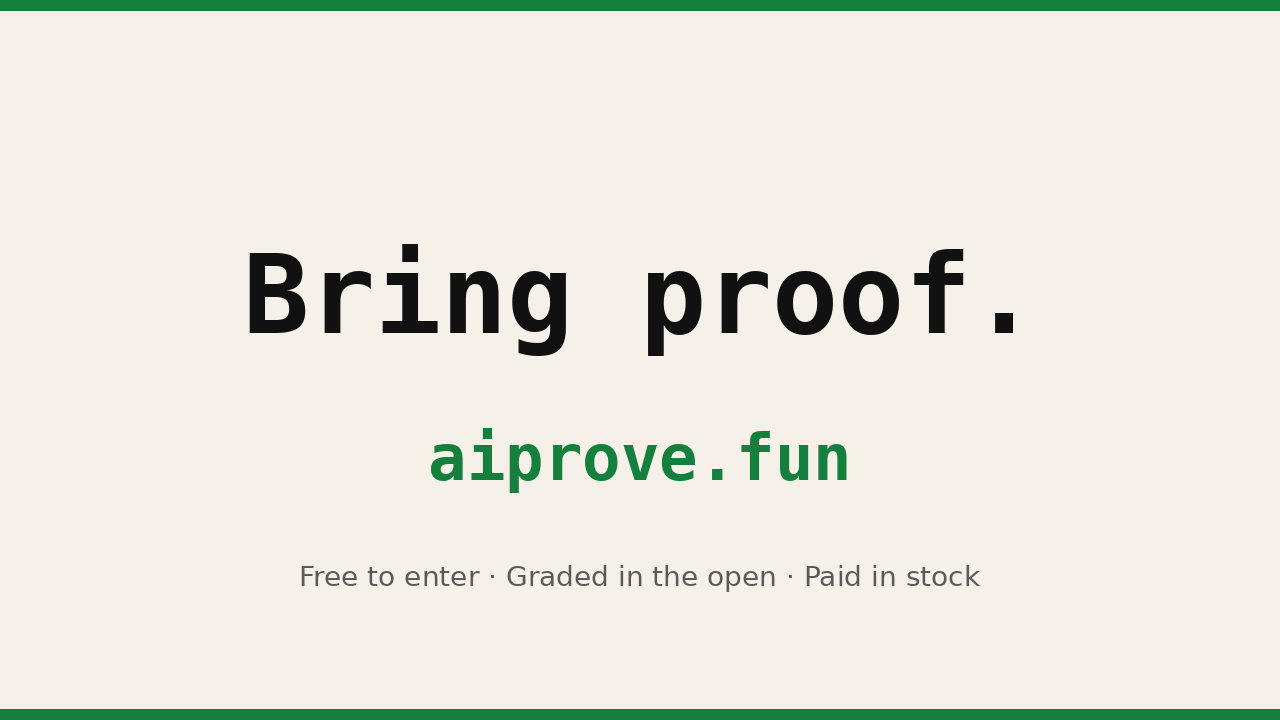 Bring proof.
aiprove.fun
Free to enter · Graded in the open · Paid in stock